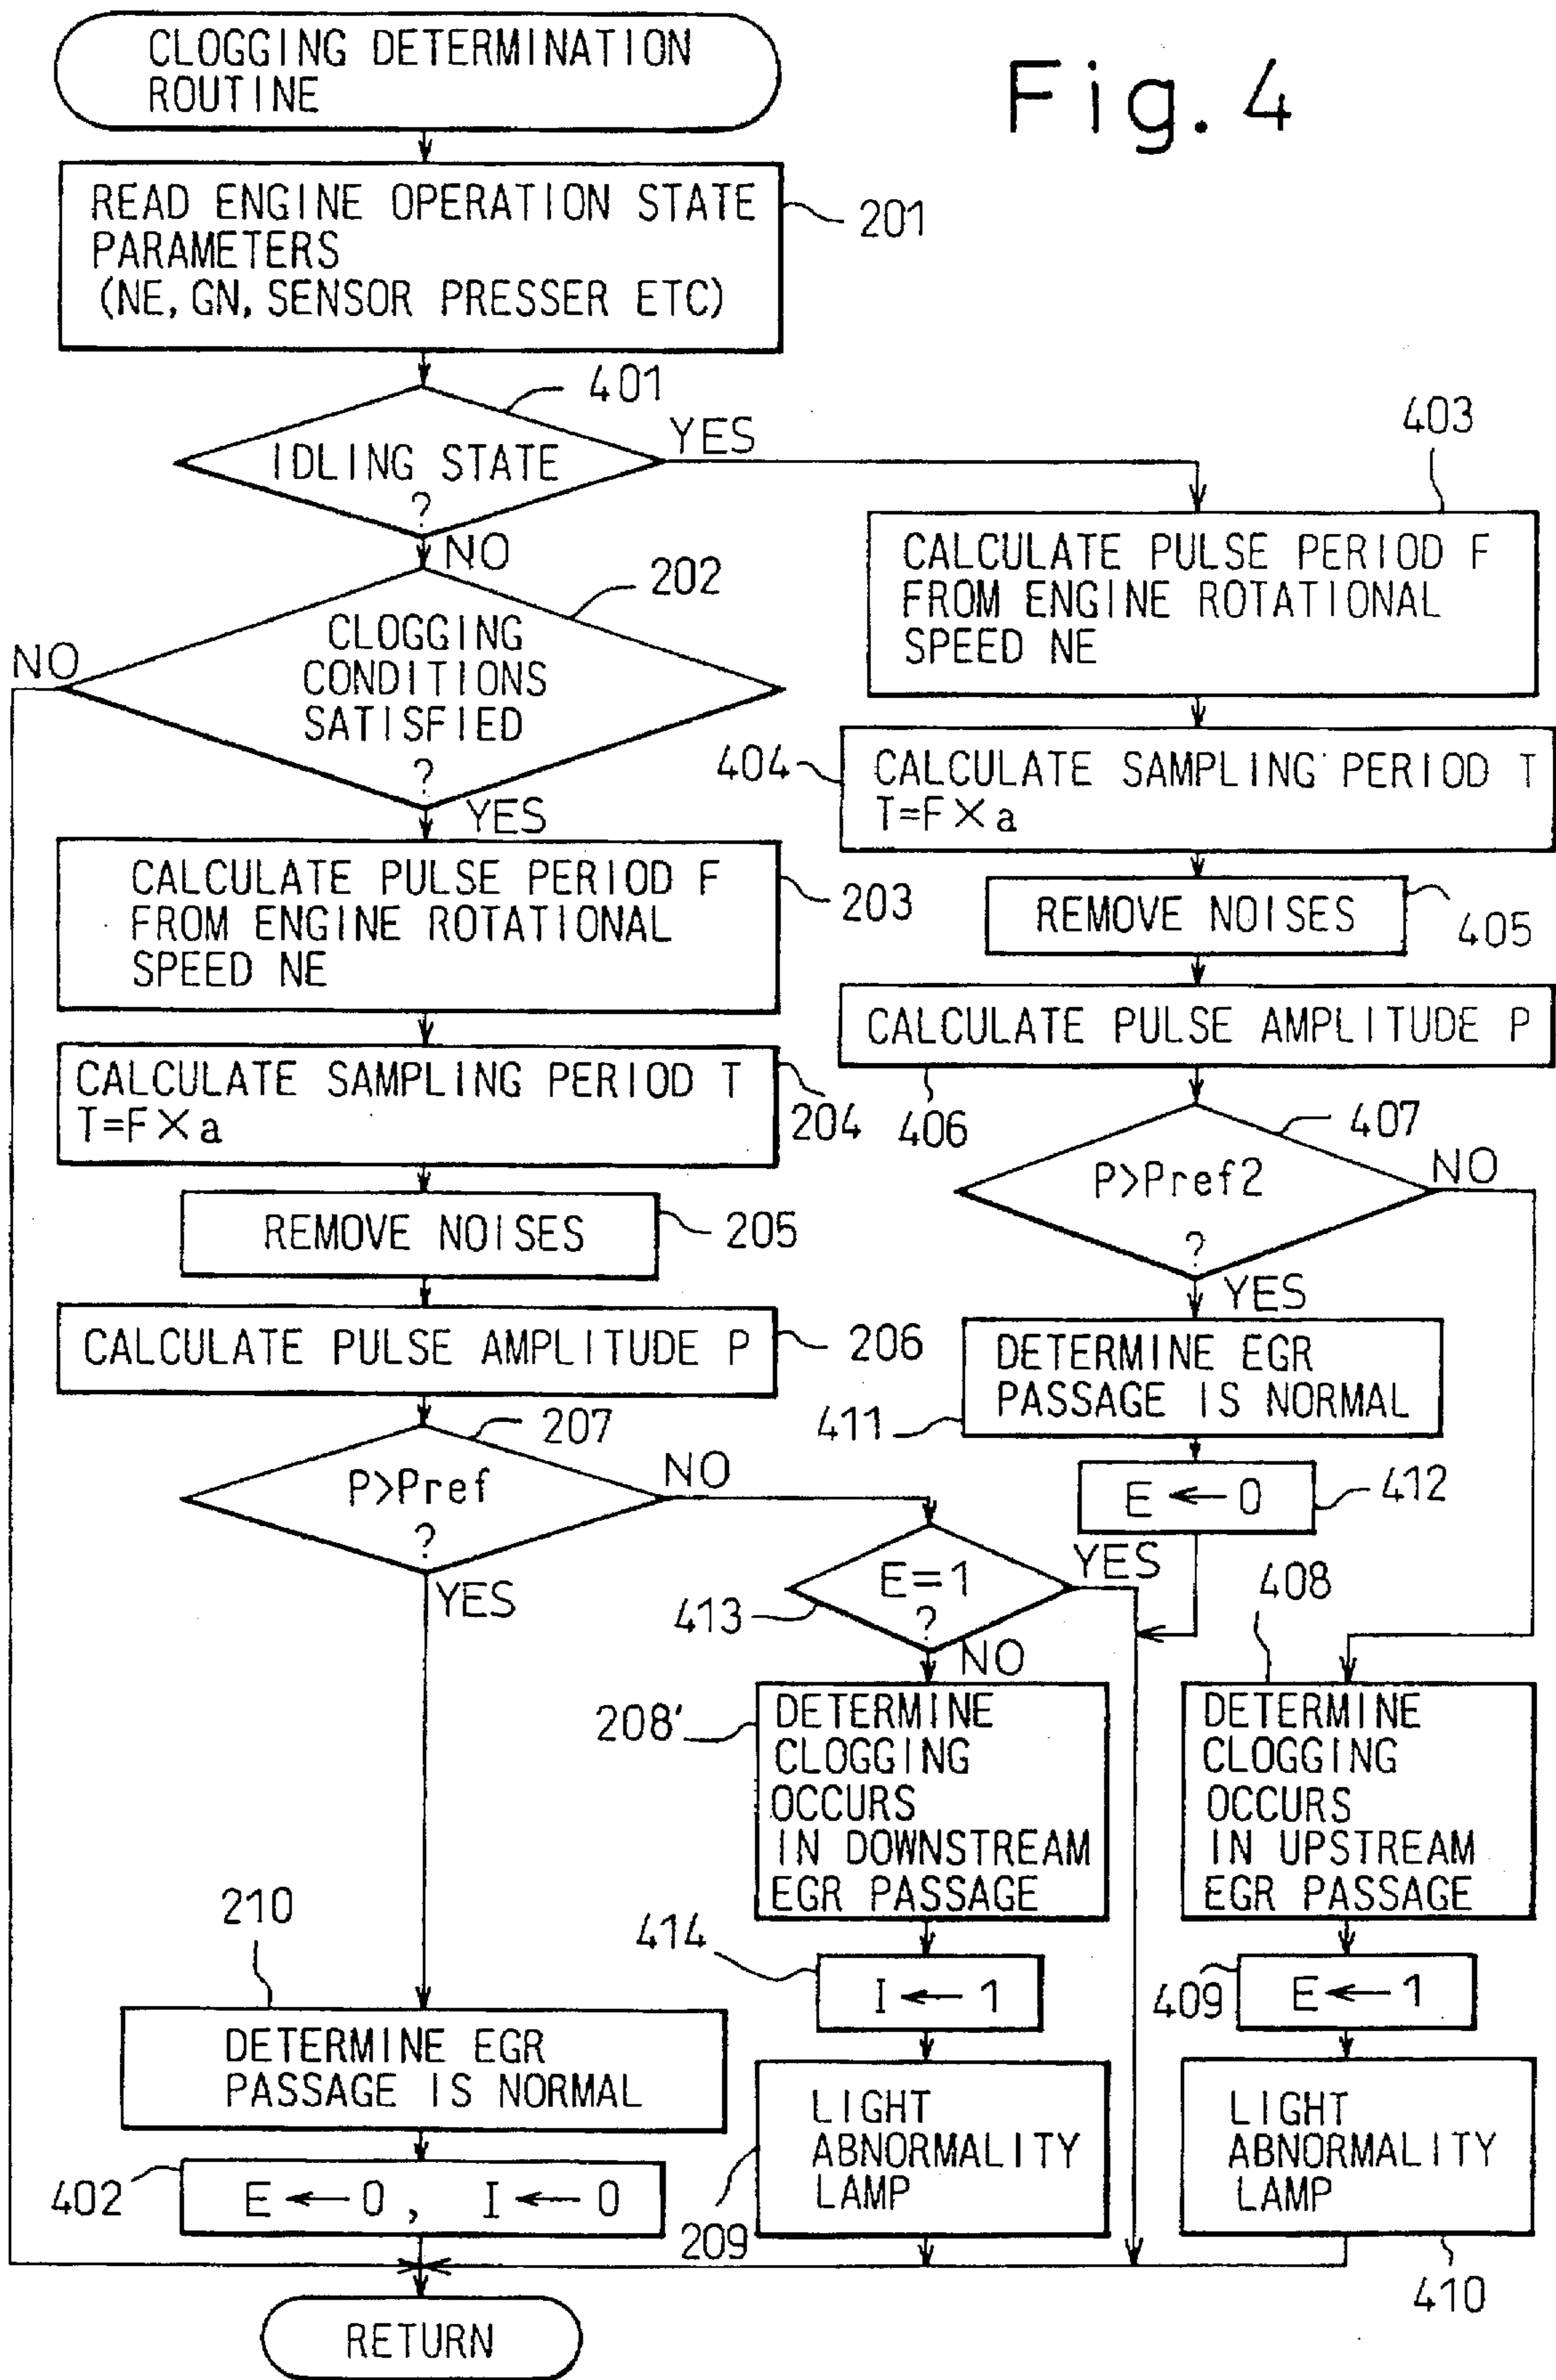 Fig. 4
CLOGGING DETERMINATION
ROUTINE
READ ENGINE OPERATION STATE
PARAMETERS
(NE, GN, SENSOR PRESSER ETC)
201
401
IDLING STATE
?
YES
NO
202
CLOGGING
CONDITIONS
SATISFIED
?
NO
YES
CALCULATE PULSE PERIOD F
FROM ENGINE ROTATIONAL
SPEED NE
203
CALCULATE SAMPLING PERIOD T
T=F×a
204
REMOVE NOISES
205
CALCULATE PULSE AMPLITUDE P
206
207
P>Pref
?
NO
YES
210
DETERMINE EGR
PASSAGE IS NORMAL
402
E ← 0, I ← 0
RETURN
403
CALCULATE PULSE PERIOD F
FROM ENGINE ROTATIONAL
SPEED NE
404
CALCULATE SAMPLING PERIOD T
T=F×a
REMOVE NOISES
405
CALCULATE PULSE AMPLITUDE P
406
407
P>Pref2
?
NO
YES
DETERMINE EGR
PASSAGE IS NORMAL
411
E ← 0
412
E=1
?
YES
413
NO
208'
DETERMINE
CLOGGING
OCCURS
IN DOWNSTREAM
EGR PASSAGE
414
I ← 1
LIGHT
ABNORMALITY
LAMP
209
408
DETERMINE
CLOGGING
OCCURS
IN UPSTREAM
EGR PASSAGE
409
E ← 1
LIGHT
ABNORMALITY
LAMP
410